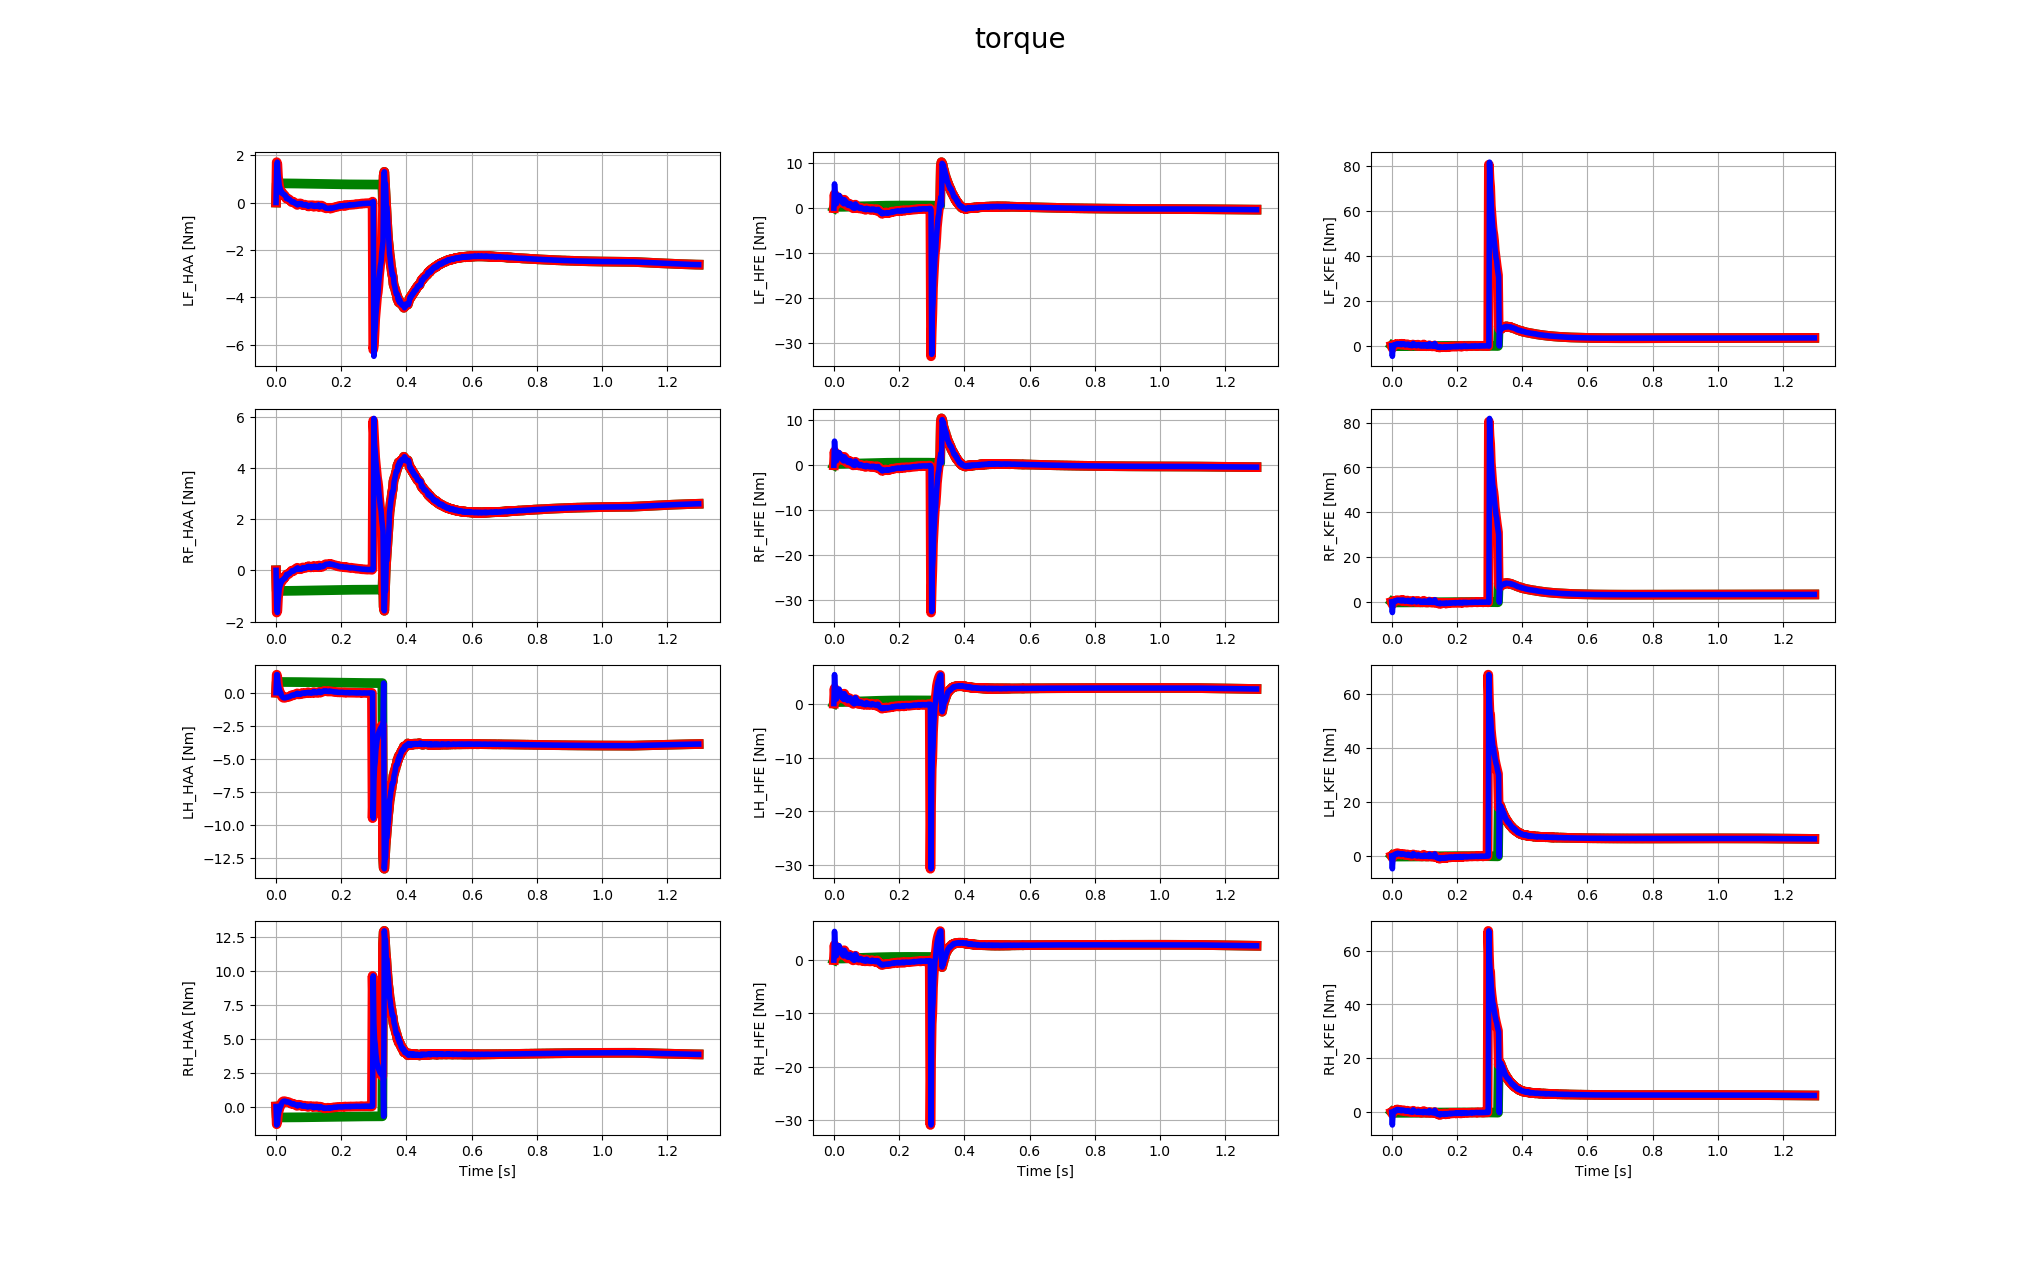 torque
LF_HAA [Nm]
2
0
−2
−4
−6
0.0 0.2 0.4 0.6 0.8 1.0 1.2
LF_HFE [Nm]
10
0
−10
−20
−30
0.0 0.2 0.4 0.6 0.8 1.0 1.2
LF_KFE [Nm]
80
60
40
20
0
0.0 0.2 0.4 0.6 0.8 1.0 1.2
RF_HAA [Nm]
6
4
2
0
−2
0.0 0.2 0.4 0.6 0.8 1.0 1.2
RF_HFE [Nm]
10
0
−10
−20
−30
0.0 0.2 0.4 0.6 0.8 1.0 1.2
RF_KFE [Nm]
80
60
40
20
0
0.0 0.2 0.4 0.6 0.8 1.0 1.2
LH_HAA [Nm]
0.0
−2.5
−5.0
−7.5
−10.0
−12.5
0.0 0.2 0.4 0.6 0.8 1.0 1.2
LH_HFE [Nm]
0
−10
−20
−30
0.0 0.2 0.4 0.6 0.8 1.0 1.2
LH_KFE [Nm]
60
40
20
0
0.0 0.2 0.4 0.6 0.8 1.0 1.2
RH_HAA [Nm]
12.5
10.0
7.5
5.0
2.5
0.0
0.0 0.2 0.4 0.6 0.8 1.0 1.2
Time [s]
RH_HFE [Nm]
0
−10
−20
−30
0.0 0.2 0.4 0.6 0.8 1.0 1.2
Time [s]
RH_KFE [Nm]
60
40
20
0
0.0 0.2 0.4 0.6 0.8 1.0 1.2
Time [s]